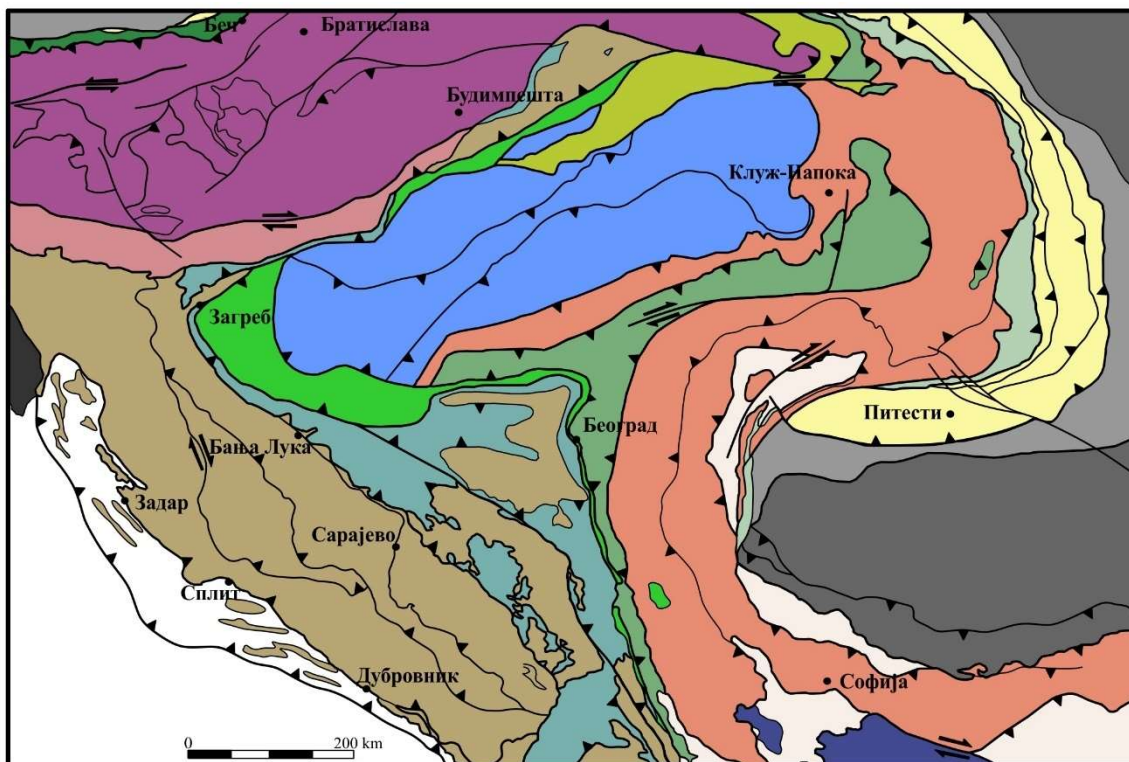 Беч
Братислава
Будимпешта
Клуж-Напока
Загреб
Питести
Београд
Бања Лука
Задар
Сарајево
Сплит
Дубровник
Софија
0 200 km